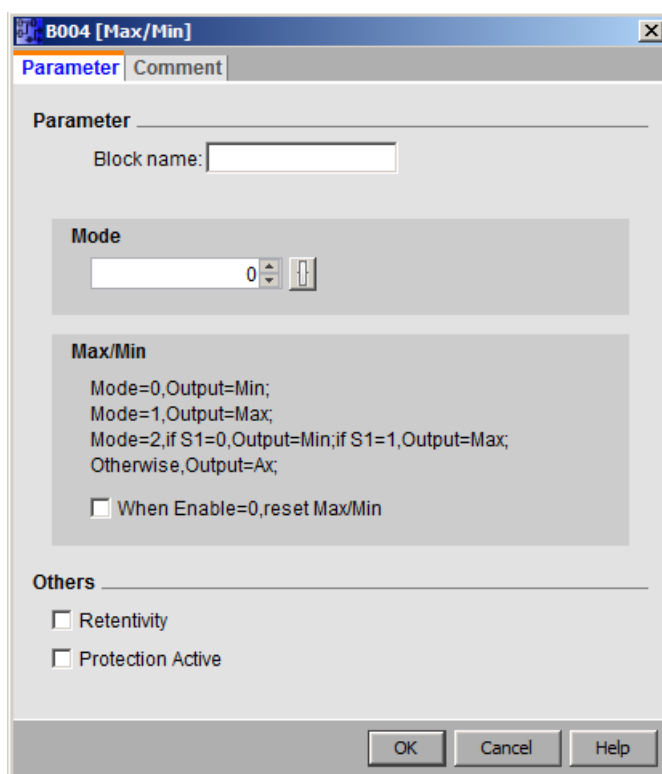 B004 [Max/Min]
Parameter Comment
Parameter
Block name:
Mode
0
Max/Min
Mode=0,Output=Min;
Mode=1,Output=Max;
Mode=2,if S1=0,Output=Min;if S1=1,Output=Max;
Otherwise,Output=Ax;
When Enable=0,reset Max/Min
Others
Retentivity
Protection Active
OK Cancel Help